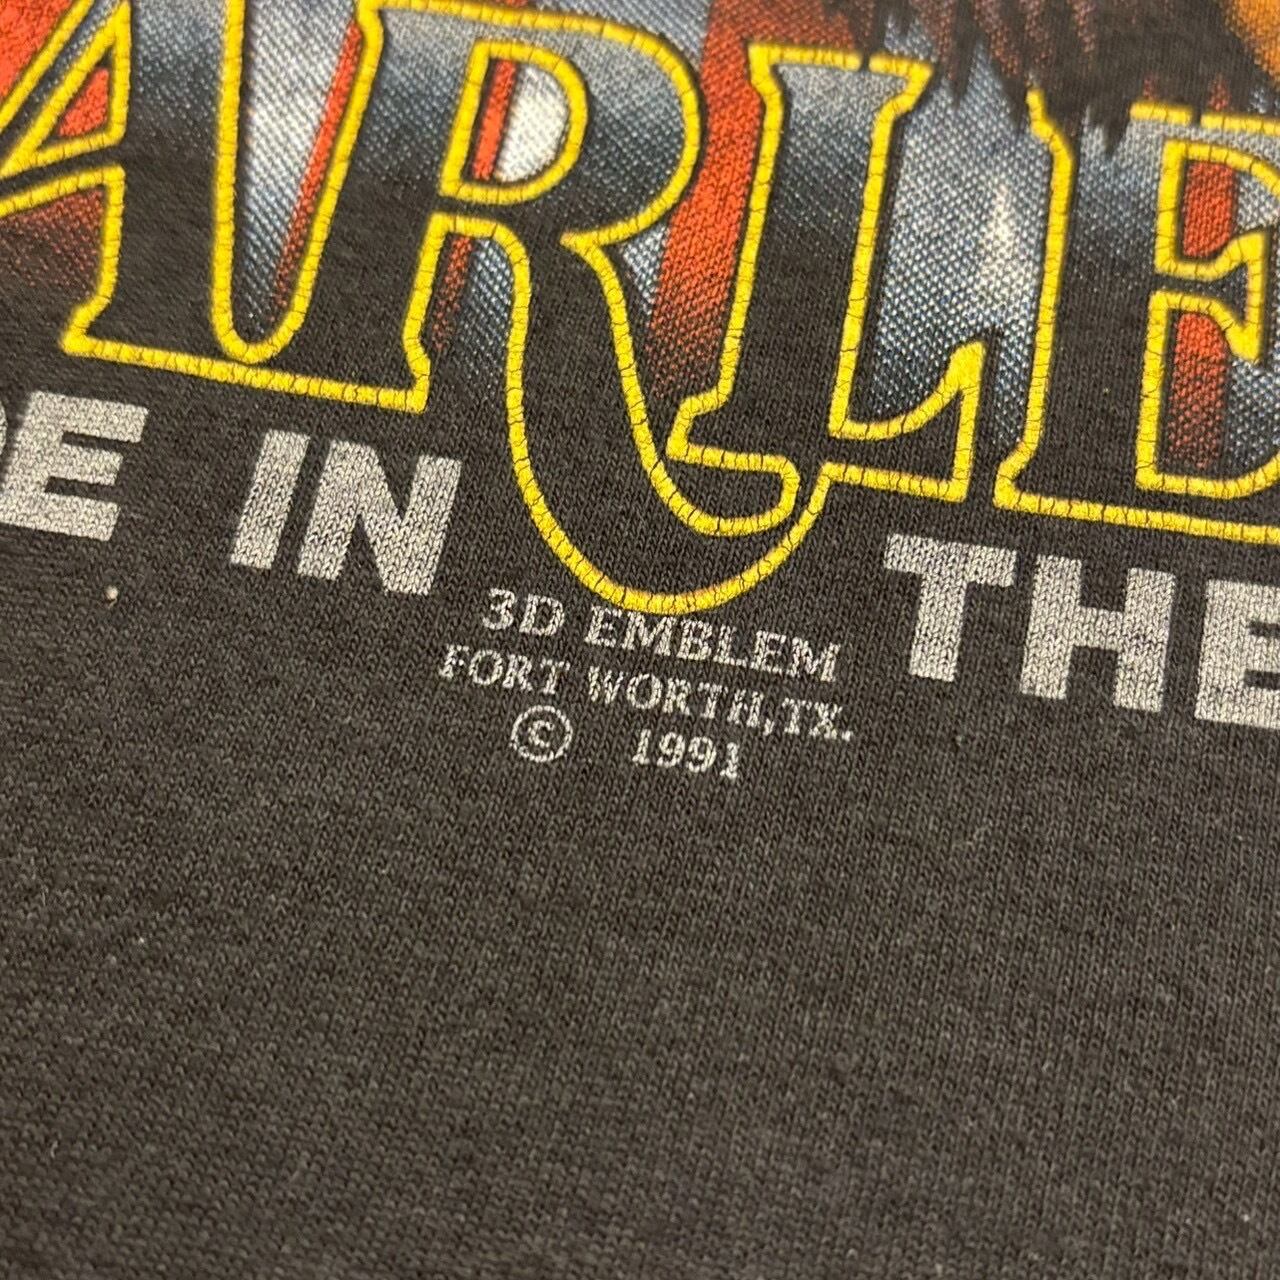 ARLE
DE IN THE
3D EMBLEM
FORT WORTH,TX.
© 1991